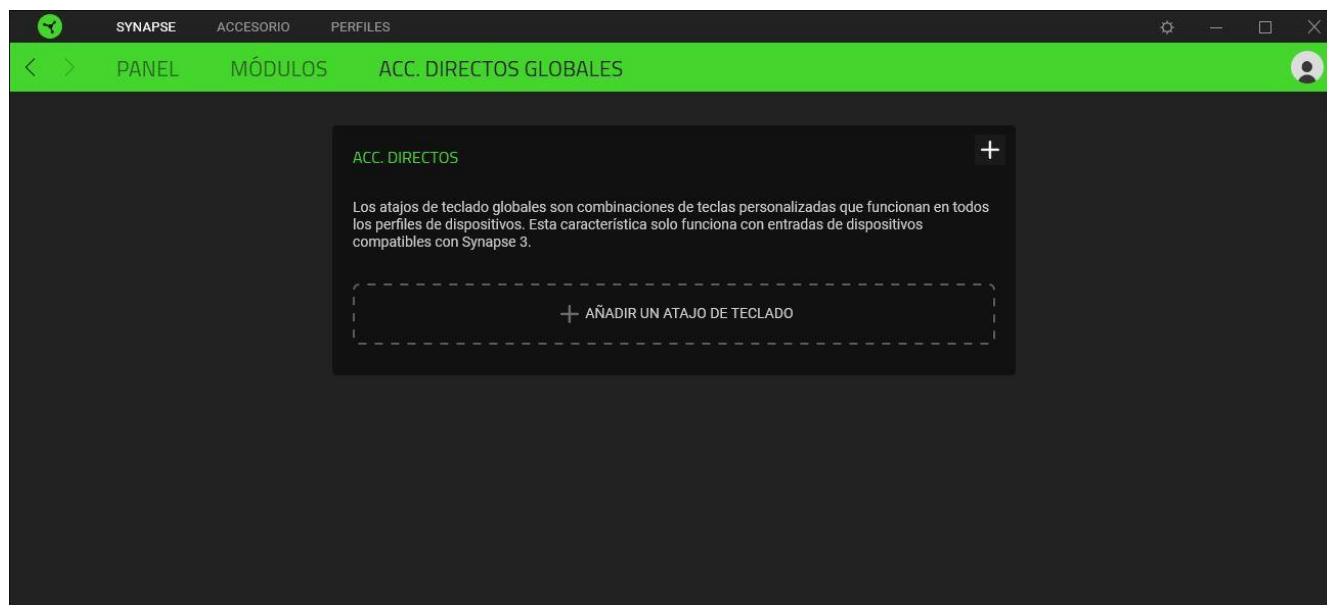 SYNAPSE ACCESORIO PERFILES
PANEL MÓDULOS ACC. DIRECTOS GLOBALES
ACC. DIRECTOS
Los atajos de teclado globales son combinaciones de teclas personalizadas que funcionan en todos
los perfiles de dispositivos. Esta característica solo funciona con entradas de dispositivos
compatibles con Synapse 3.
AÑADIR UN ATAJO DE TECLADO